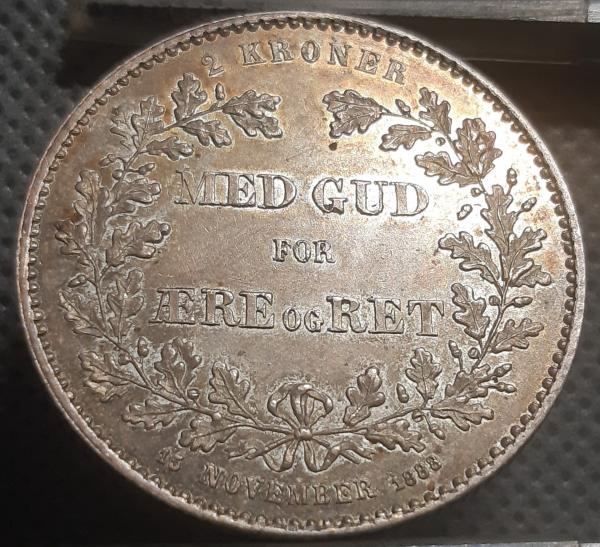 2 KRONER
MED GUD
FOR
ÆRE OG RET
15 NOVEMBER 1888